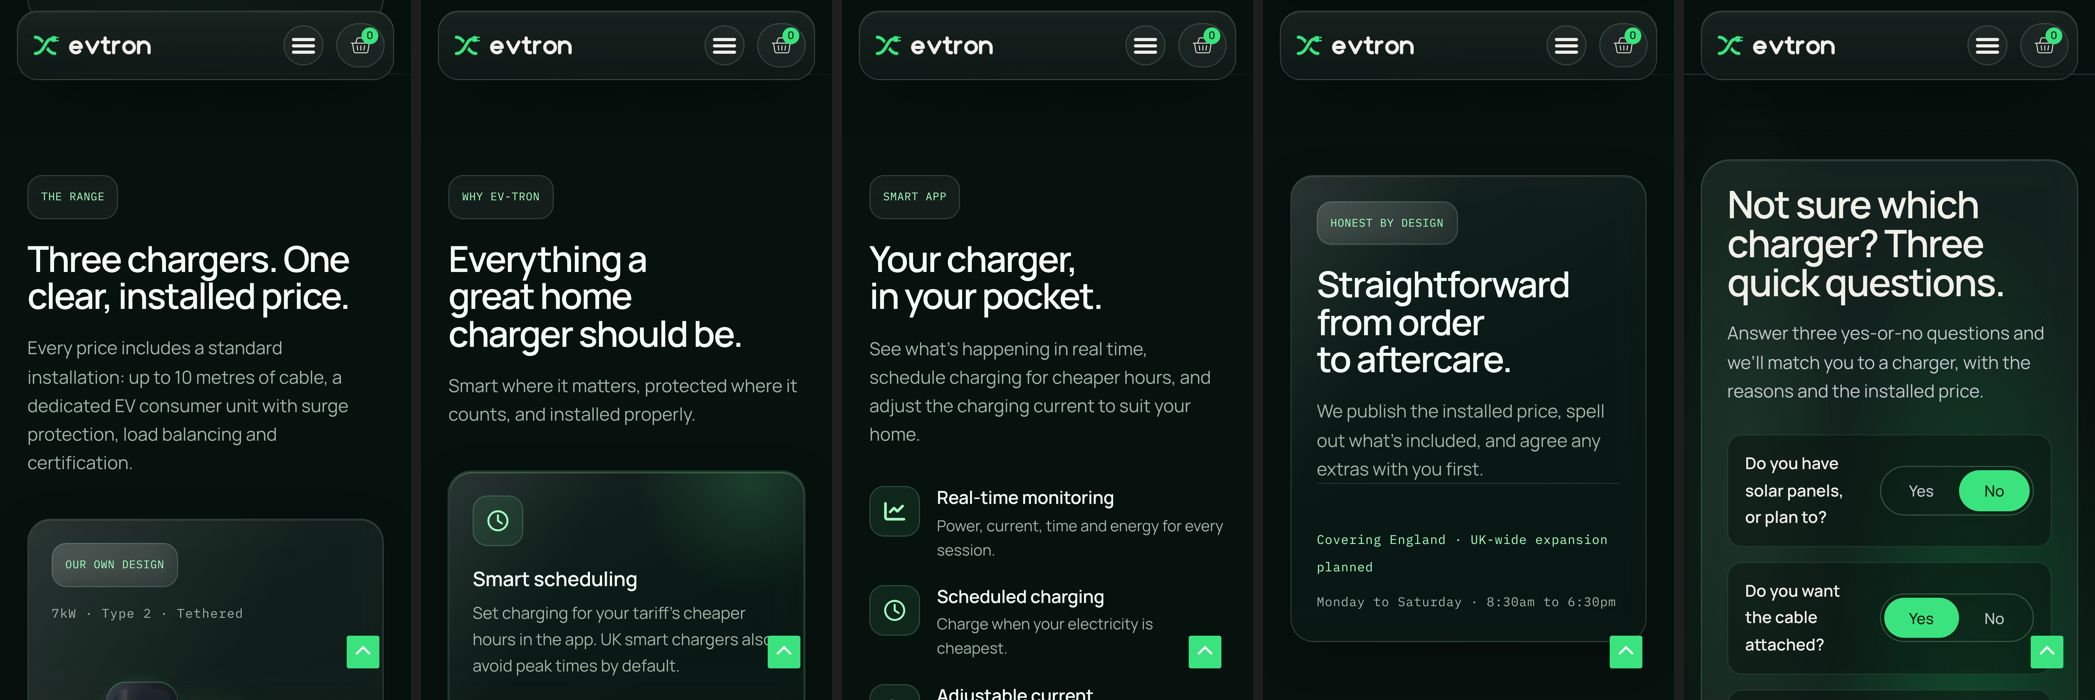 evtron
0
THE RANGE
Three chargers. One
clear, installed price.
Every price includes a standard
installation: up to 10 metres of cable, a
dedicated EV consumer unit with surge
protection, load balancing and
certification.
OUR OWN DESIGN
7kW · Type 2 · Tethered
evtron
0
WHY EV-TRON
Everything a
great home
charger should be.
Smart where it matters, protected where it
counts, and installed properly.
Smart scheduling
Set charging for your tariff's cheaper
hours in the app. UK smart chargers also
avoid peak times by default.
evtron
0
SMART APP
Your charger,
in your pocket.
See what's happening in real time,
schedule charging for cheaper hours, and
adjust the charging current to suit your
home.
Real-time monitoring
Power, current, time and energy for every
session.
Scheduled charging
Charge when your electricity is
cheapest.
Adjustable current
evtron
0
HONEST BY DESIGN
Straightforward
from order
to aftercare.
We publish the installed price, spell
out what's included, and agree any
extras with you first.
Covering England · UK-wide expansion
planned
Monday to Saturday · 8:30am to 6:30pm
evtron
0
Not sure which
charger? Three
quick questions.
Answer three yes-or-no questions and
we'll match you to a charger, with the
reasons and the installed price.
Do you have
solar panels,
or plan to?
Yes No
Do you want
the cable
attached?
Yes No